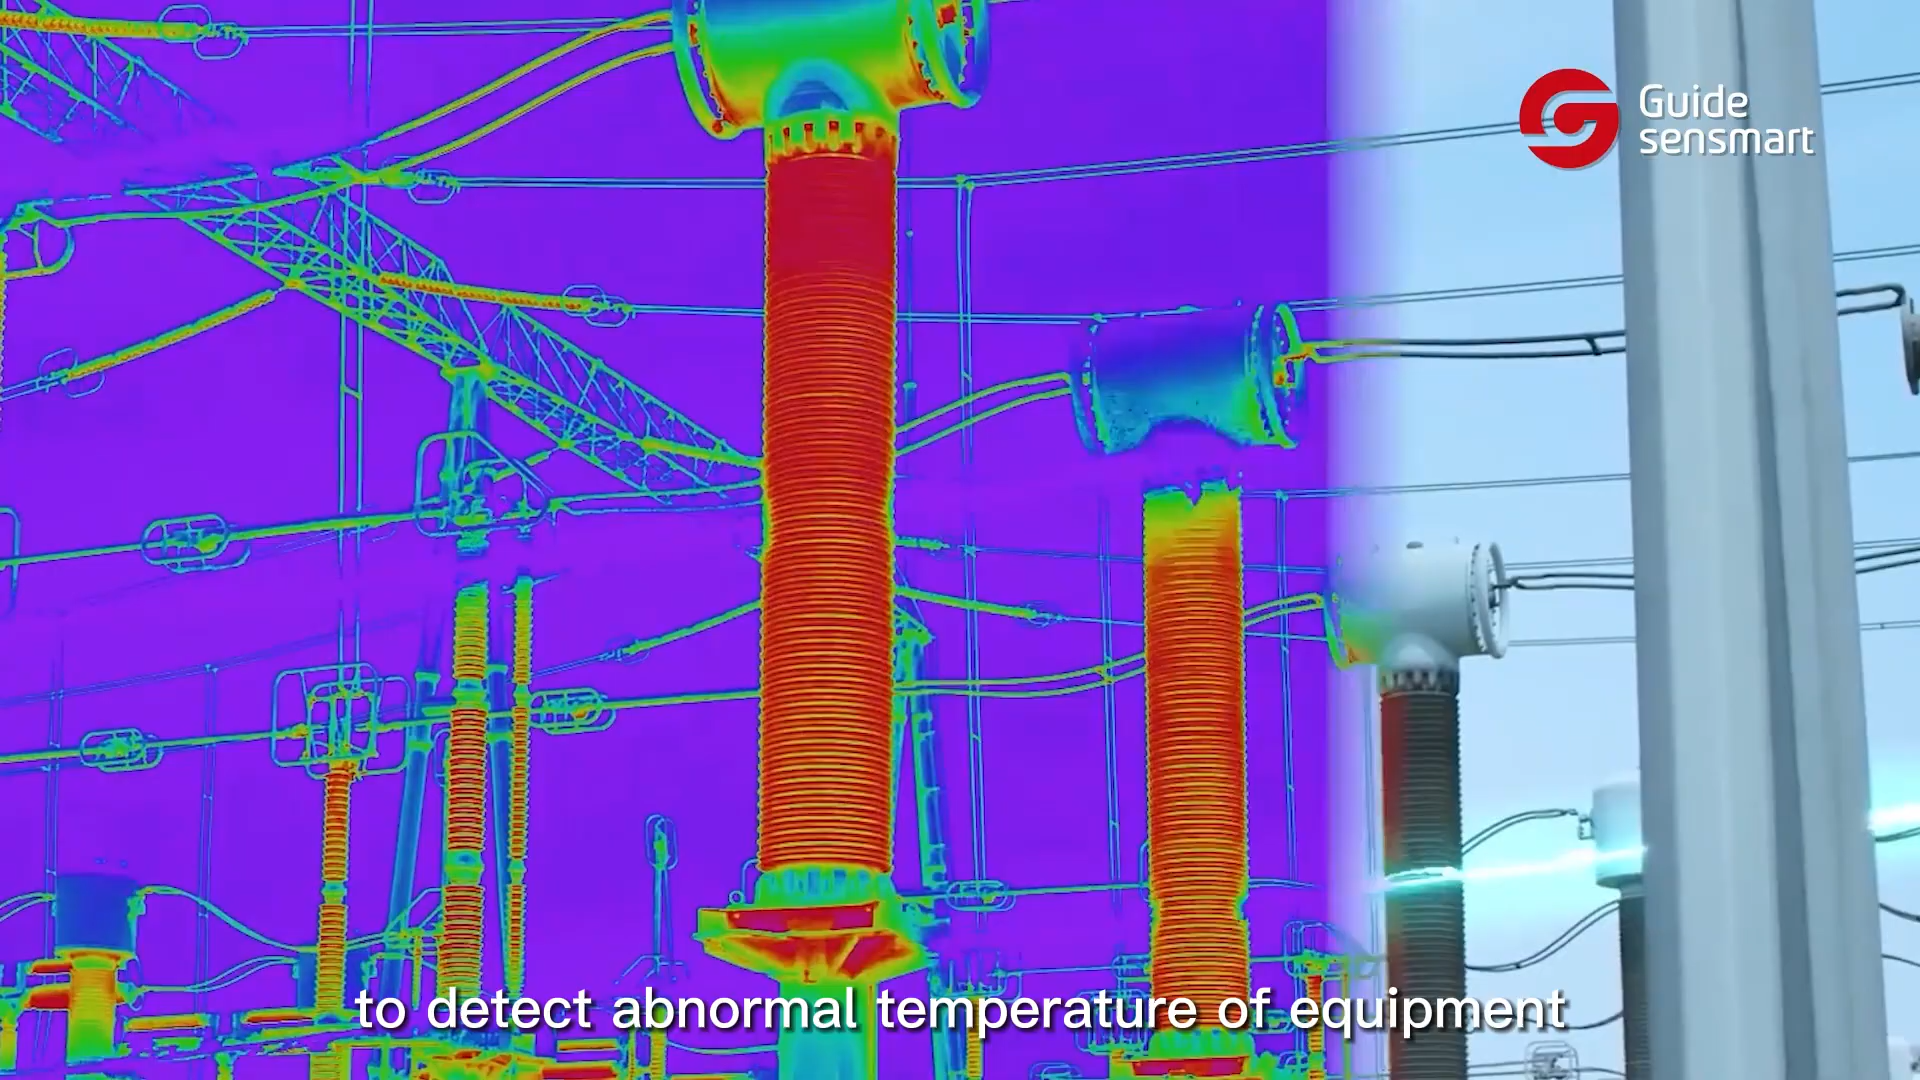 Guide
sensmart
to detect abnormal temperature of equipment